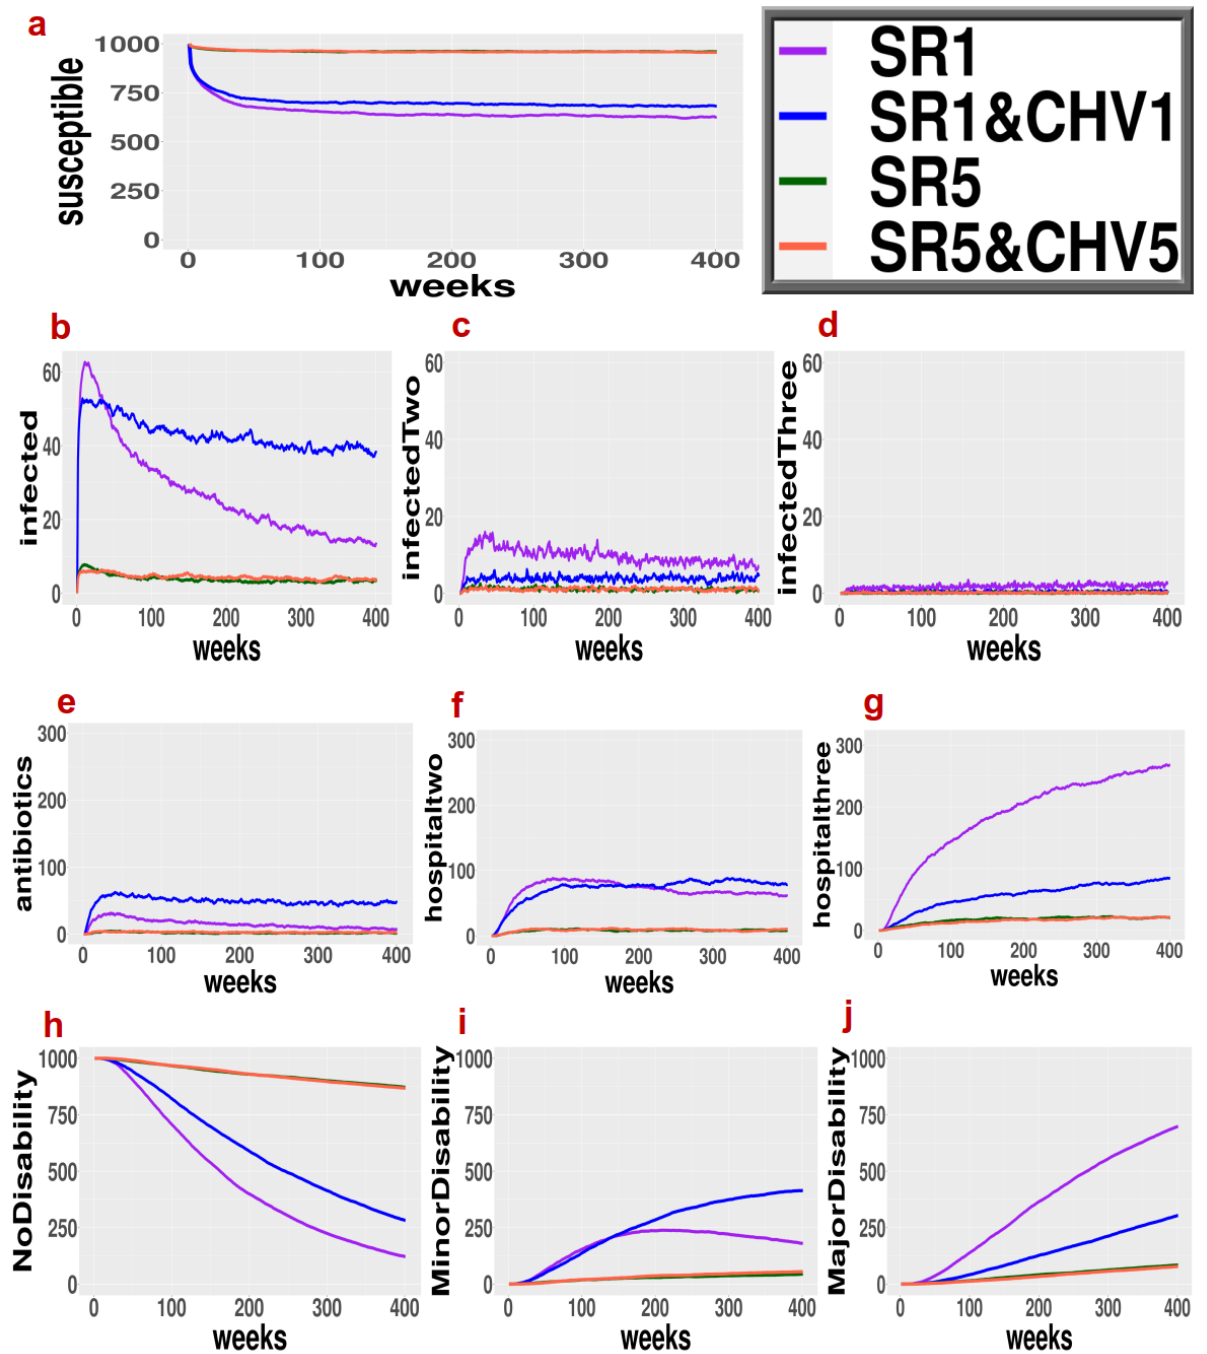 a
susceptible
1000
750
500
250
0
0 100 200 300 400
weeks
SR1
SR1&CHV1
SR5
SR5&CHV5
b
infected
60
40
20
0
0 100 200 300 400
weeks
c
infectedTwo
60
40
20
0
0 100 200 300 400
weeks
d
infectedThree
60
40
20
0
0 100 200 300 400
weeks
e
antibiotics
300
200
100
0
0 100 200 300 400
weeks
f
hospitaltwo
300
200
100
0
0 100 200 300 400
weeks
g
hospitalthree
300
200
100
0
0 100 200 300 400
weeks
h
NoDisability
1000
750
500
250
0
0 100 200 300 400
weeks
i
MinorDisability
1000
750
500
250
0
0 100 200 300 400
weeks
j
MajorDisability
1000
750
500
250
0
0 100 200 300 400
weeks